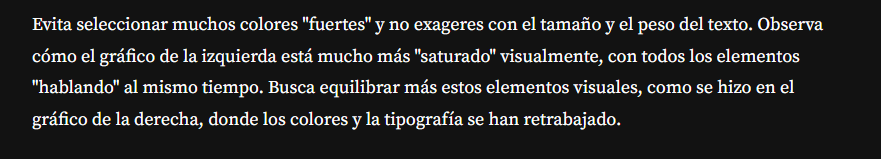 Evita seleccionar muchos colores "fuertes" y no exageres con el tamaño y el peso del texto. Observa
cómo el gráfico de la izquierda está mucho más "saturado" visualmente, con todos los elementos
"hablando" al mismo tiempo. Busca equilibrar más estos elementos visuales, como se hizo en el
gráfico de la derecha, donde los colores y la tipografía se han retrabajado.